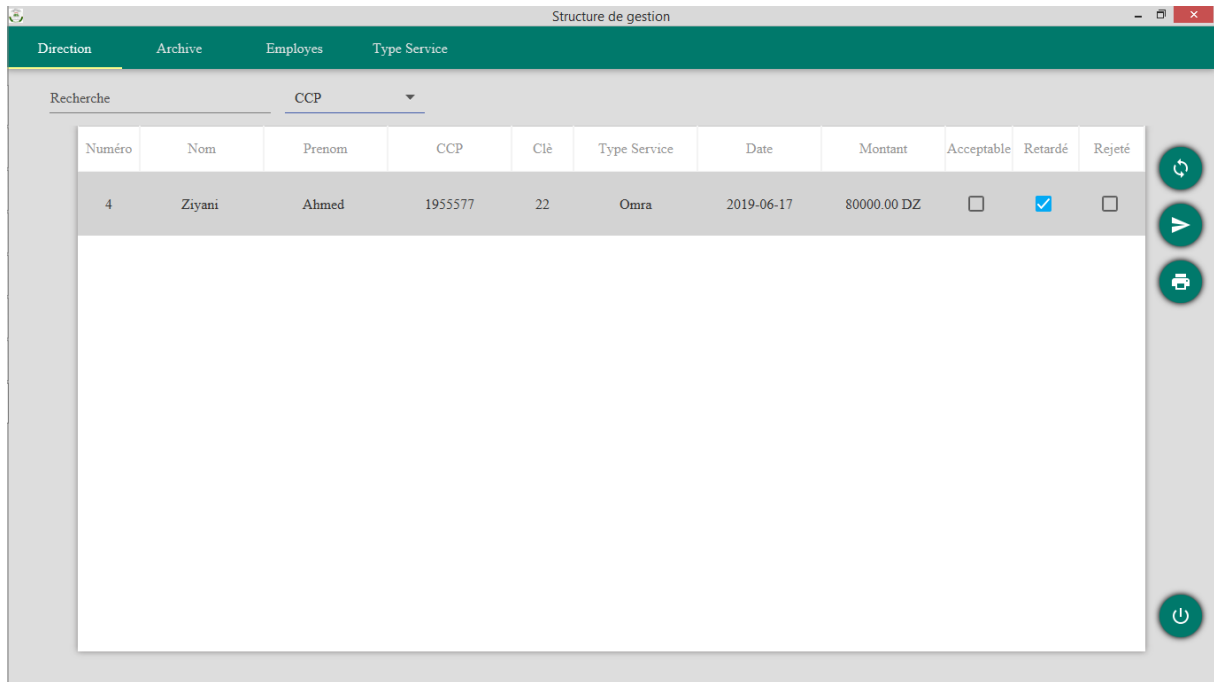 Structure de gestion
Direction Archive Employes Type Service
Recherche CCP
Numéro Nom Prenom CCP Clè Type Service Date Montant Acceptable Retardé Rejeté
4 Ziyani Ahmed 1955577 22 Omra 2019-06-17 80000.00 DZ